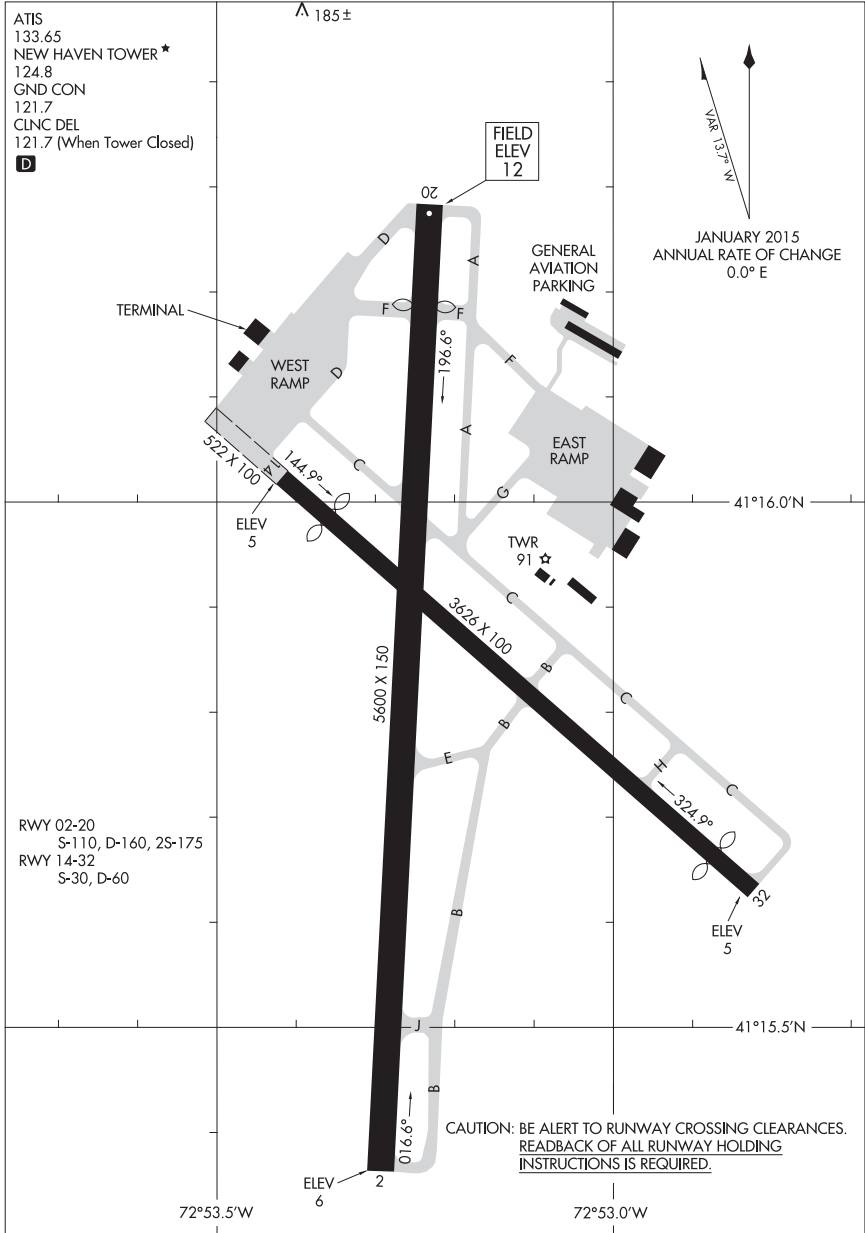 ATIS
133.65
NEW HAVEN TOWER ★
124.8
GND CON
121.7
CLNC DEL
121.7 (When Tower Closed)
D
185 ±
FIELD
ELEV
12
VAR 13.7° W
JANUARY 2015
ANNUAL RATE OF CHANGE
0.0° E
20
D
A
GENERAL
AVIATION
PARKING
TERMINAL
F
F
196.6°
F
WEST
RAMP
D
A
EAST
RAMP
522 X 100
14
144.9°
C
G
ELEV
5
41°16.0'N
TWR
91
C
3626 X 100
B
5600 X 150
B
C
E
H
C
324.9°
RWY 02-20
S-110, D-160, 2S-175
RWY 14-32
S-30, D-60
32
B
ELEV
5
J
41°15.5'N
B
016.6°
CAUTION: BE ALERT TO RUNWAY CROSSING CLEARANCES.
READBACK OF ALL RUNWAY HOLDING
INSTRUCTIONS IS REQUIRED.
ELEV
6
2
72°53.5'W
72°53.0'W